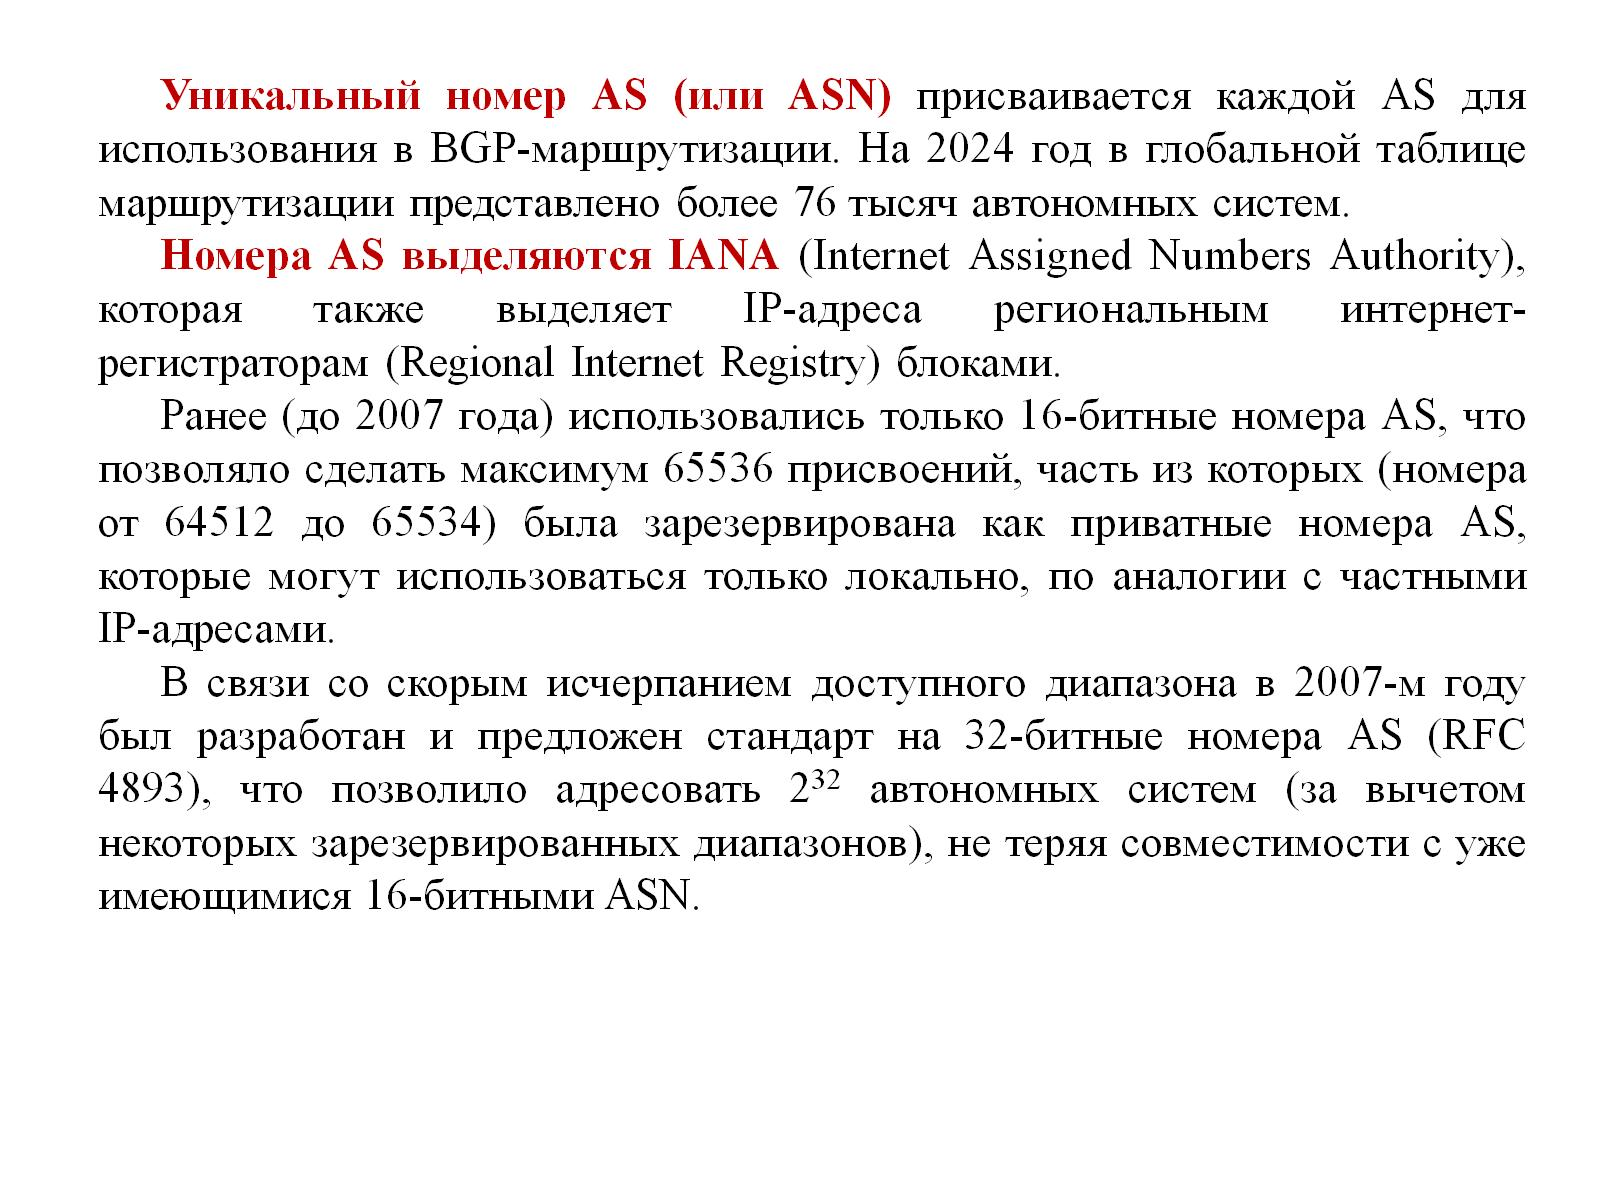 Уникальный номер AS (или ASN) присваивается каждой AS для
использования в BGP-маршрутизации. На 2024 год в глобальной таблице
маршрутизации представлено более 76 тысяч автономных систем.
Номера AS выделяются IANA (Internet Assigned Numbers Authority),
которая также выделяет IP-адреса региональным интернет-
регистраторам (Regional Internet Registry) блоками.
Ранее (до 2007 года) использовались только 16-битные номера AS, что
позволяло сделать максимум 65536 присвоений, часть из которых (номера
от 64512 до 65534) была зарезервирована как приватные номера AS,
которые могут использоваться только локально, по аналогии с частными
IP-адресами.
В связи со скорым исчерпанием доступного диапазона в 2007-м году
был разработан и предложен стандарт на 32-битные номера AS (RFC
4893), что позволило адресовать 2³² автономных систем (за вычетом
некоторых зарезервированных диапазонов), не теряя совместимости с уже
имеющимися 16-битными ASN.